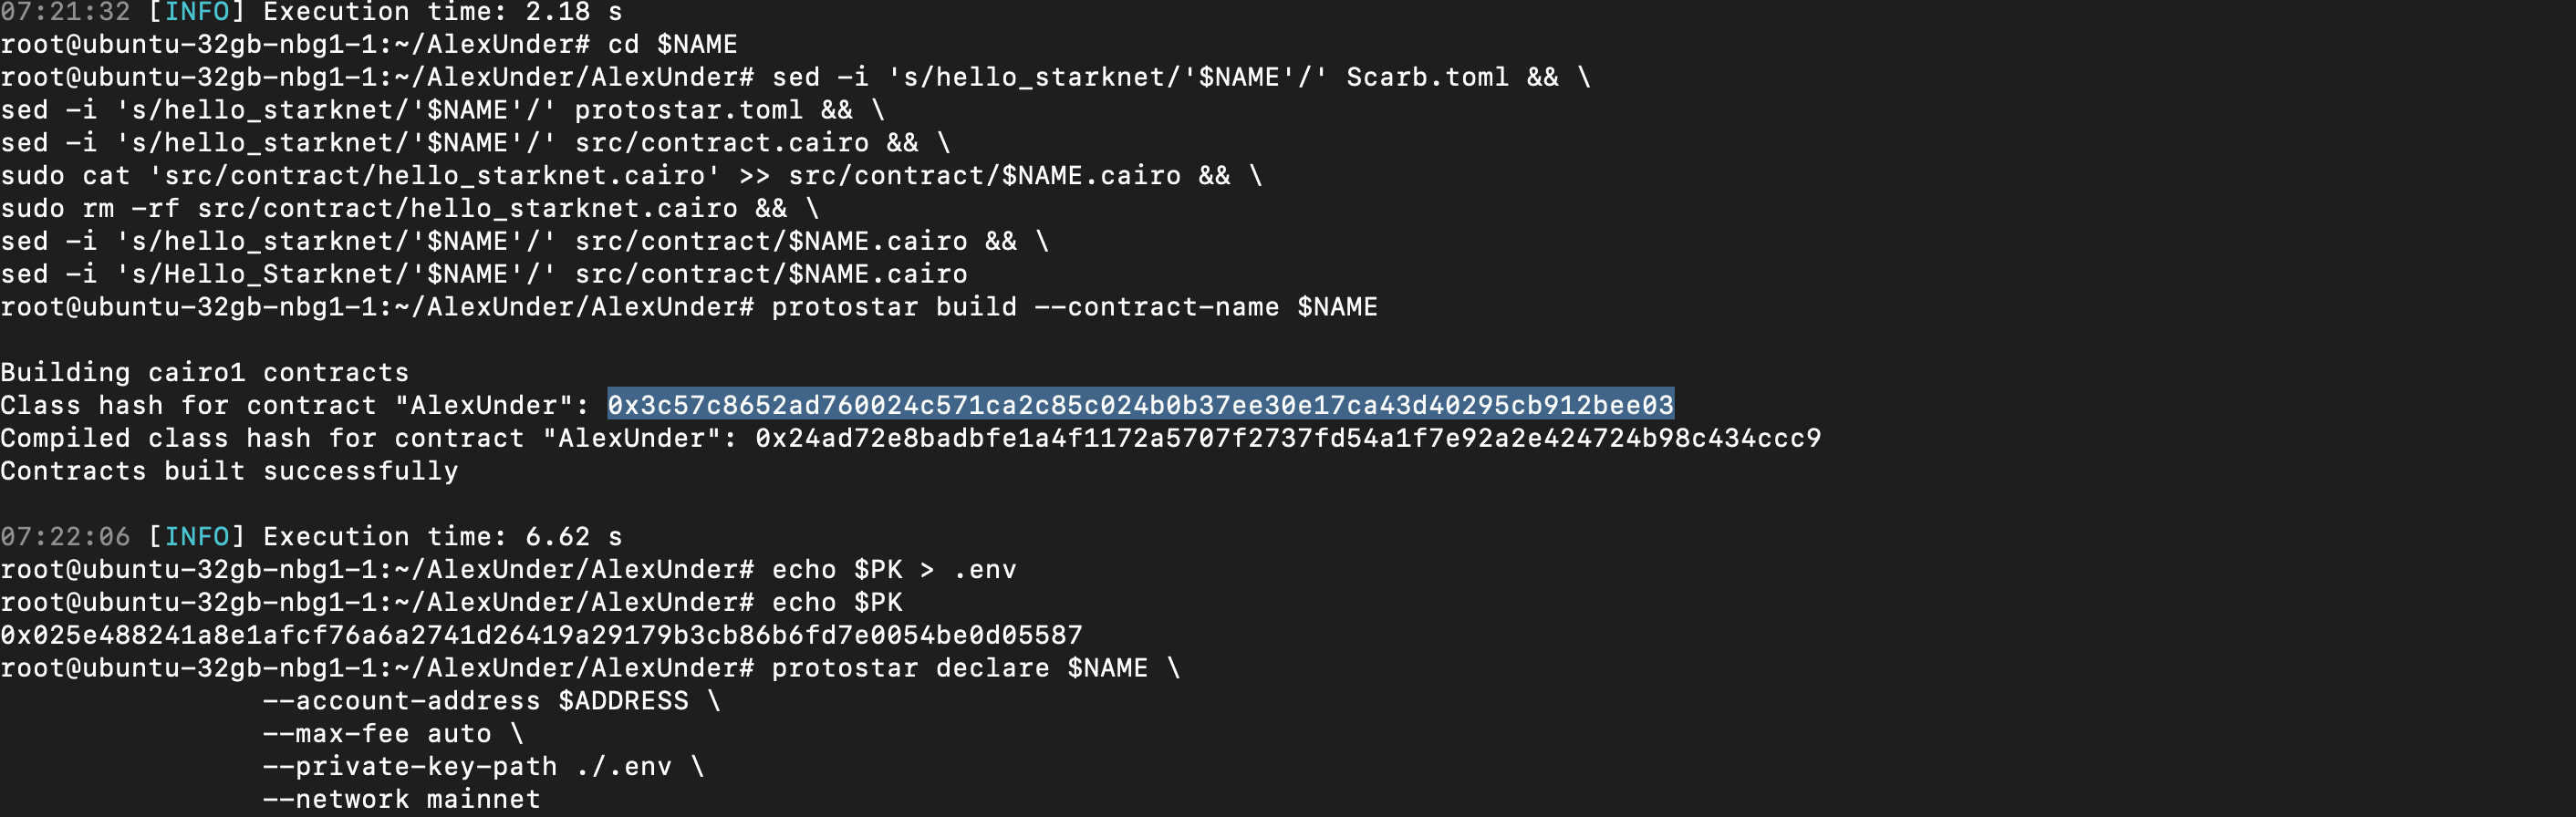 07:21:32 [INFO] Execution time: 2.18 s
root@ubuntu-32gb-nbg1-1:~/AlexUnder# cd $NAME
root@ubuntu-32gb-nbg1-1:~/AlexUnder/AlexUnder# sed -i 's/hello_starknet/'$NAME'/' Scarb.toml && \
sed -i 's/hello_starknet/'$NAME'/' protostar.toml && \
sed -i 's/hello_starknet/'$NAME'/' src/contract.cairo && \
sudo cat 'src/contract/hello_starknet.cairo' >> src/contract/$NAME.cairo && \
sudo rm -rf src/contract/hello_starknet.cairo && \
sed -i 's/hello_starknet/'$NAME'/' src/contract/$NAME.cairo && \
sed -i 's/Hello_Starknet/'$NAME'/' src/contract/$NAME.cairo
root@ubuntu-32gb-nbg1-1:~/AlexUnder/AlexUnder# protostar build --contract-name $NAME
Building cairo1 contracts
Class hash for contract "AlexUnder": 0x3c57c8652ad760024c571ca2c85c024b0b37ee30e17ca43d40295cb912bee03
Compiled class hash for contract "AlexUnder": 0x24ad72e8badbfe1a4f1172a5707f2737fd54a1f7e92a2e424724b98c434ccc9
Contracts built successfully
07:22:06 [INFO] Execution time: 6.62 s
root@ubuntu-32gb-nbg1-1:~/AlexUnder/AlexUnder# echo $PK > .env
root@ubuntu-32gb-nbg1-1:~/AlexUnder/AlexUnder# echo $PK
0x025e488241a8e1afcf76a6a2741d26419a29179b3cb86b6fd7e0054be0d05587
root@ubuntu-32gb-nbg1-1:~/AlexUnder/AlexUnder# protostar declare $NAME \
--account-address $ADDRESS \
--max-fee auto \
--private-key-path ./.env \
--network mainnet